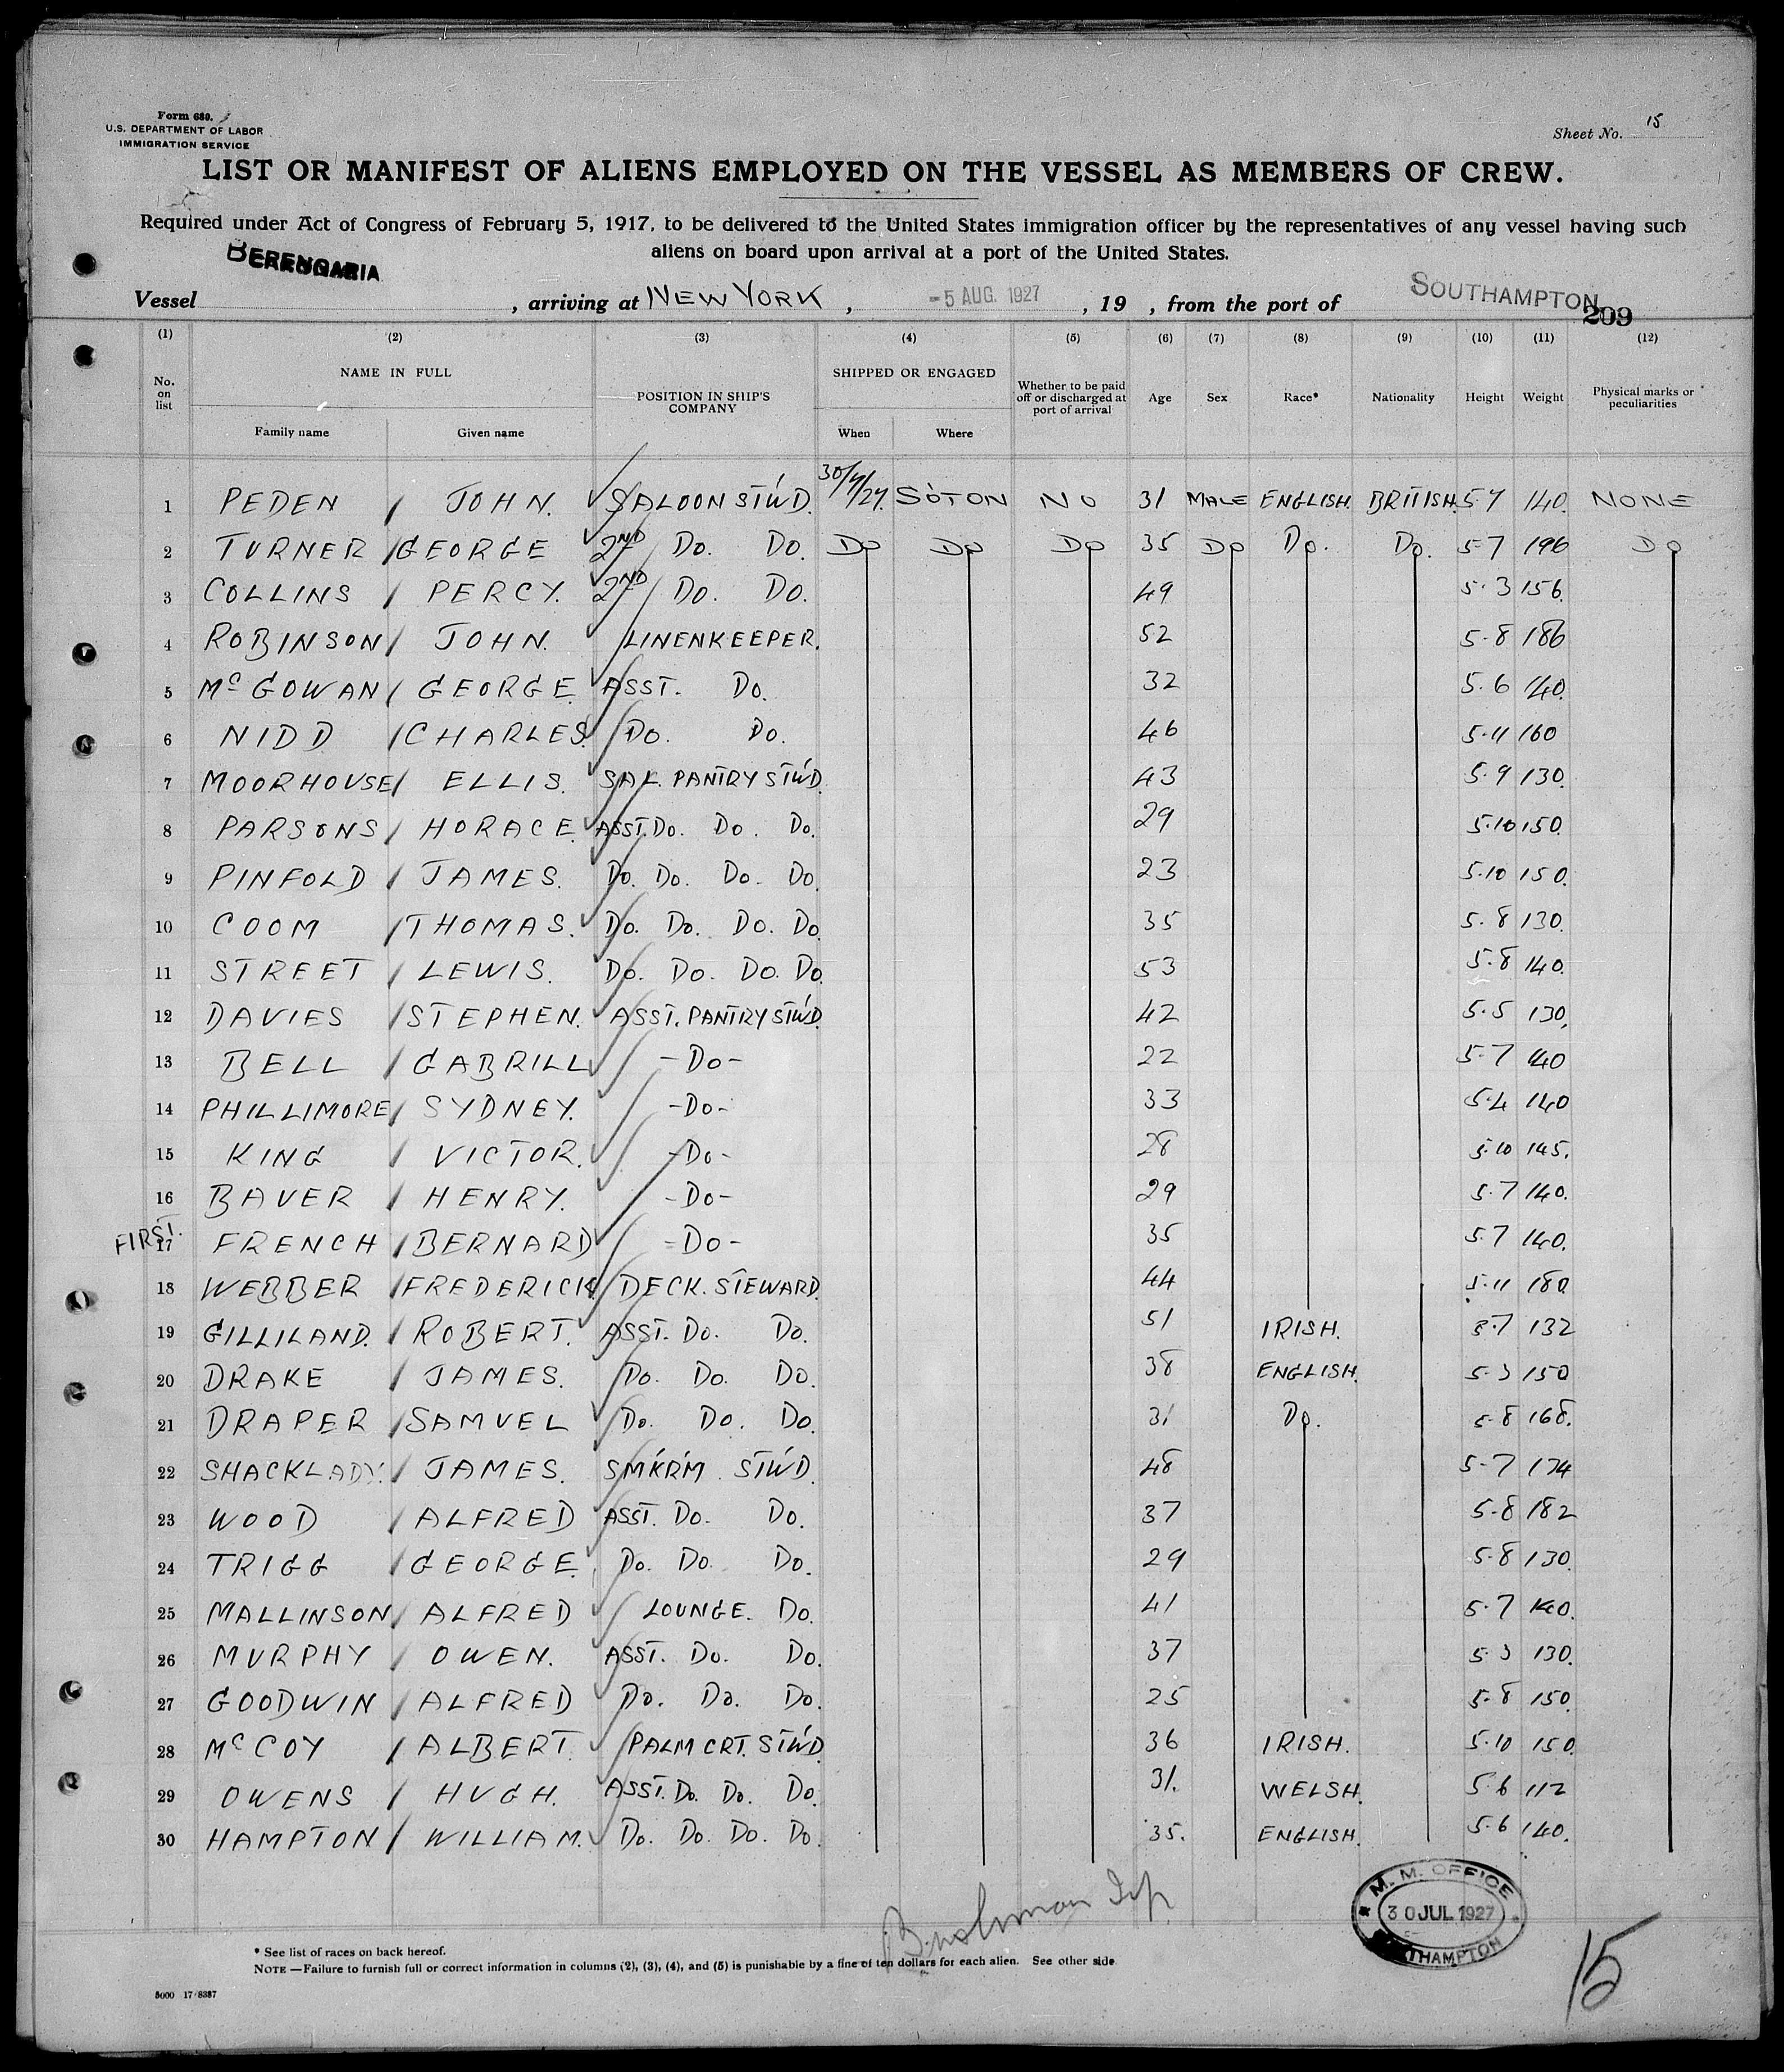 Form 689.
U.S. DEPARTMENT OF LABOR
IMMIGRATION SERVICE
Sheet No. 15
LIST OR MANIFEST OF ALIENS EMPLOYED ON THE VESSEL AS MEMBERS OF CREW.
Required under Act of Congress of February 5, 1917, to be delivered to the United States immigration officer by the representatives of any vessel having such
aliens on board upon arrival at a port of the United States.
Vessel BERENGARIA, arriving at NEW YORK, -5 AUG. 1927, 19 , from the port of SOUTHAMPTON
209
(1) (2) (3) (4) (5) (6) (7) (8) (9) (10) (11) (12)
No. on list NAME IN FULL POSITION IN SHIP'S COMPANY SHIPPED OR ENGAGED Whether to be paid off or discharged at port of arrival Age Sex Race* Nationality Height Weight Physical marks or peculiarities
Family name Given name When Where
1 PEDEN / JOHN. SALOON ST'W'D. 30/7/27. SO'TON NO 31 MALE ENGLISH. BRITISH. 5-7 140. NONE
2 TURNER / GEORGE 2ND Do. Do. Do Do Do 35 Do Do. Do. 5-7 196 Do
3 COLLINS / PERCY. 2ND Do. Do. 49 5.3 156.
4 ROBINSON / JOHN. LINENKEEPER. 52 5-8 186
5 McGOWAN / GEORGE. ASST. Do. 32 5.6 140.
6 NIDD / CHARLES. Do. Do. 46 5.11 160
7 MOORHOUSE / ELLIS. SAL. PANTRY ST'W'D. 43 5.9 130.
8 PARSONS / HORACE. ASST. Do. Do. Do. 29 5.10 150.
9 PINFOLD / JAMES. Do. Do. Do. Do. 23 5.10 150.
10 COOM / THOMAS. Do. Do. Do. Do. 35 5.8 130.
11 STREET / LEWIS. Do. Do. Do. Do. 53 5.8 140.
12 DAVIES / STEPHEN. ASST. PANTRY ST'W'D. 42 5.5 130,
13 BELL / GABRILL -Do- 22 5-7 140
14 PHILLIMORE / SYDNEY. -Do- 33 5.4 140
15 KING / VICTOR. -Do- 28 5.10 145.
16 BAUER / HENRY. -Do- 29 5.7 140.
FIRST.
17 FRENCH / BERNARD -Do- 35 5.7 140.
18 WEBBER / FREDERICK DECK. STEWARD. 44 5.11 180.
19 GILLILAND. / ROBERT. ASST. Do. Do. 51 IRISH. 5.7 132
20 DRAKE / JAMES. Do. Do. Do. 38 ENGLISH. 5.3 150
21 DRAPER / SAMUEL Do. Do. Do. 31 Do. 5.8 168.
22 SHACKLADY. / JAMES. SM'K'R'M. ST'W'D. 48 5-7 174
23 WOOD / ALFRED ASST. Do. Do. 37 5-8 182
24 TRIGG / GEORGE. Do. Do. Do. 29 5.8 130.
25 MALLINSON / ALFRED LOUNGE. Do. 41 5.7 140.
26 MURPHY / OWEN. ASST. Do. Do. 37 5.3 130.
27 GOODWIN / ALFRED Do. Do. Do. 25 5.8 150.
28 McCOY / ALBERT. PALM CRT. ST'W'D. 36 IRISH. 5.10 150.
29 OWENS / HUGH. ASST. Do. Do. Do. 31. WELSH. 5.6 112
30 HAMPTON / WILLIAM. Do. Do. Do. Do. 35. ENGLISH. 5.6 140.
M. M. OFFICE
30 JUL 1927
SOUTHAMPTON
15
* See list of races on back hereof.
NOTE.—Failure to furnish full or correct information in columns (2), (3), (4), and (5) is punishable by a fine of ten dollars for each alien. See other side
5000 17/8387